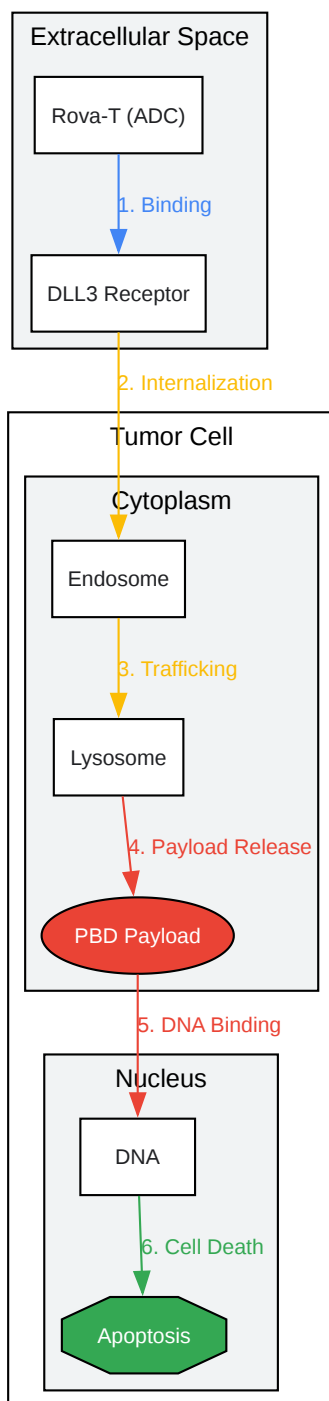 Extracellular Space
Rova-T (ADC)
1. Binding
DLL3 Receptor
2. Internalization
Tumor Cell
Cytoplasm
Endosome
3. Trafficking
Lysosome
4. Payload Release
PBD Payload
5. DNA Binding
Nucleus
DNA
6. Cell Death
Apoptosis